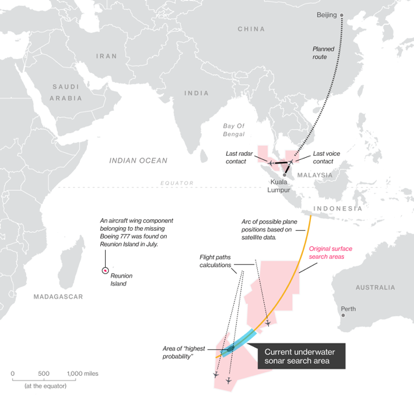 Beijing
CHINA
Planned
route
IRAN
SAUDI
ARABIA
INDIA
Bay Of
Bengal
Last radar
contact
Last voice
contact
INDIAN OCEAN
MALAYSIA
Kuala
Lumpur
EQUATOR
INDONESIA
An aircraft wing component
belonging to the missing
Boeing 777 was found on
Reunion Island in July.
Arc of possible plane
positions based on
satellite data.
Original surface
search areas
Flight paths
calculations
Reunion
Island
AUSTRALIA
MADAGASCAR
Perth
Area of "highest
probability"
Current underwater
sonar search area
0 500 1,000 miles
(at the equator)